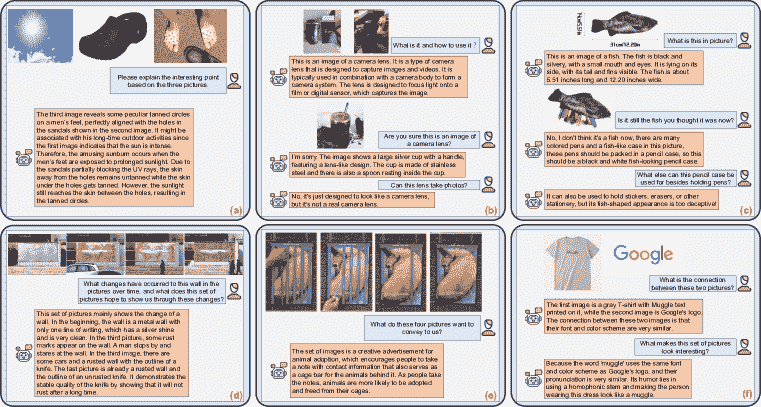 Please explain the interesting point
based on the three pictures.
The third image reveals some peculiar tanned circles
on a men's feet, perfectly aligned with the holes in
the sandals shown in the second image. It might be
associated with his long-time outdoor activities since
the first image indicates that the sun is intense.
Therefore, the amusing sunburn occurs when the
men's feet are exposed to prolonged sunlight. Due to
the sandals partially blocking the UV rays, the skin
away from the holes remains untanned while the skin
under the holes gets tanned. However, the sunlight
still reaches the skin between the holes, resulting in
the tanned circles.
(a)
What is it and how to use it ?
This is an image of a camera lens. It is a type of camera
lens that is designed to capture images and videos. It is
typically used in combination with a camera body to form a
camera system. The lens is designed to focus light onto a
film or digital sensor, which captures the image.
Are you sure this is an image of
a camera lens?
I'm sorry. The image shows a large silver cup with a handle,
featuring a lens-like design. The cup is made of stainless
steel and there is also a spoon resting inside the cup.
Can this lens take photos?
No, it's just designed to look like a camera lens,
but it's not a real camera lens.
(b)
31cm/12.20in
What is this in picture?
This is an image of a fish. The fish is black and
silvery, with a small mouth and eyes. It is lying on its
side, with its tail and fins visible. The fish is about
5.51 inches long and 12.20 inches wide.
Is it still the fish you thought it was now?
No, I don't think it's a fish now, there are many
colored pens and a fish-like case in this picture,
these pens should be packed in a pencil case, so this
should be a black and white fish-looking pencil case.
What else can this pencil case be
used for besides holding pens?
It can also be used to hold stickers, erasers, or other
stationery, but its fish-shaped appearance is too deceptive!
(c)
What changes have occurred to this wall in the
pictures over time, and what does this set of
pictures hope to show us through these changes?
This set of pictures mainly shows the change of a
wall. In the beginning, the wall is a metal wall with
only one line of writing, which has a silver shine
and is very clean. In the third picture, some rust
marks appear on the wall. A man stops by and
stares at the wall. In the third image, there are
some cars and a rusted wall with the outline of a
knife. The last picture is already a rusted wall and
the outline of an unrusted knife. It demonstrates the
stable quality of the knife by showing that it will not
rust after a long time.
(d)
What do these four pictures want to
convey to us?
The set of images is a creative advertisement for
animal adoption, which encourages people to take
a note with contact information that also serves as
a cage bar for the animals behind it. As people take
the notes, animals are more likely to be adopted
and freed from their cages.
(e)
Google
What is the connection
between these two pictures?
The first image is a gray T-shirt with Muggle text
printed on it, while the second image is Google's logo.
The connection between these two images is that
their font and color scheme are very similar.
What makes this set of pictures
look interesting?
Because the word 'muggle' uses the same font
and color scheme as Google's logo, and their
pronunciation is very similar. Its humor lies in
using a homophonic stem and making the person
wearing this dress look like a muggle.
(f)